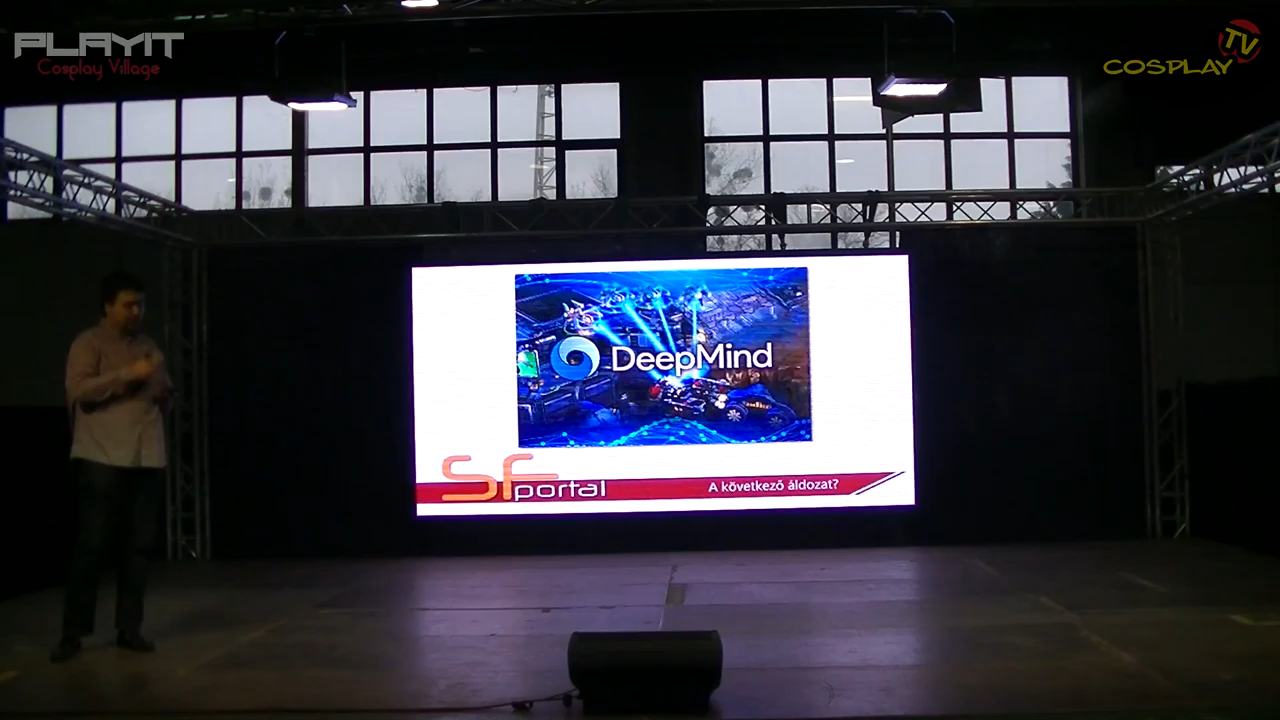 PLAYIT
Cosplay Village
COSPLAY TV
DeepMind
SF portal
A következő áldozat?